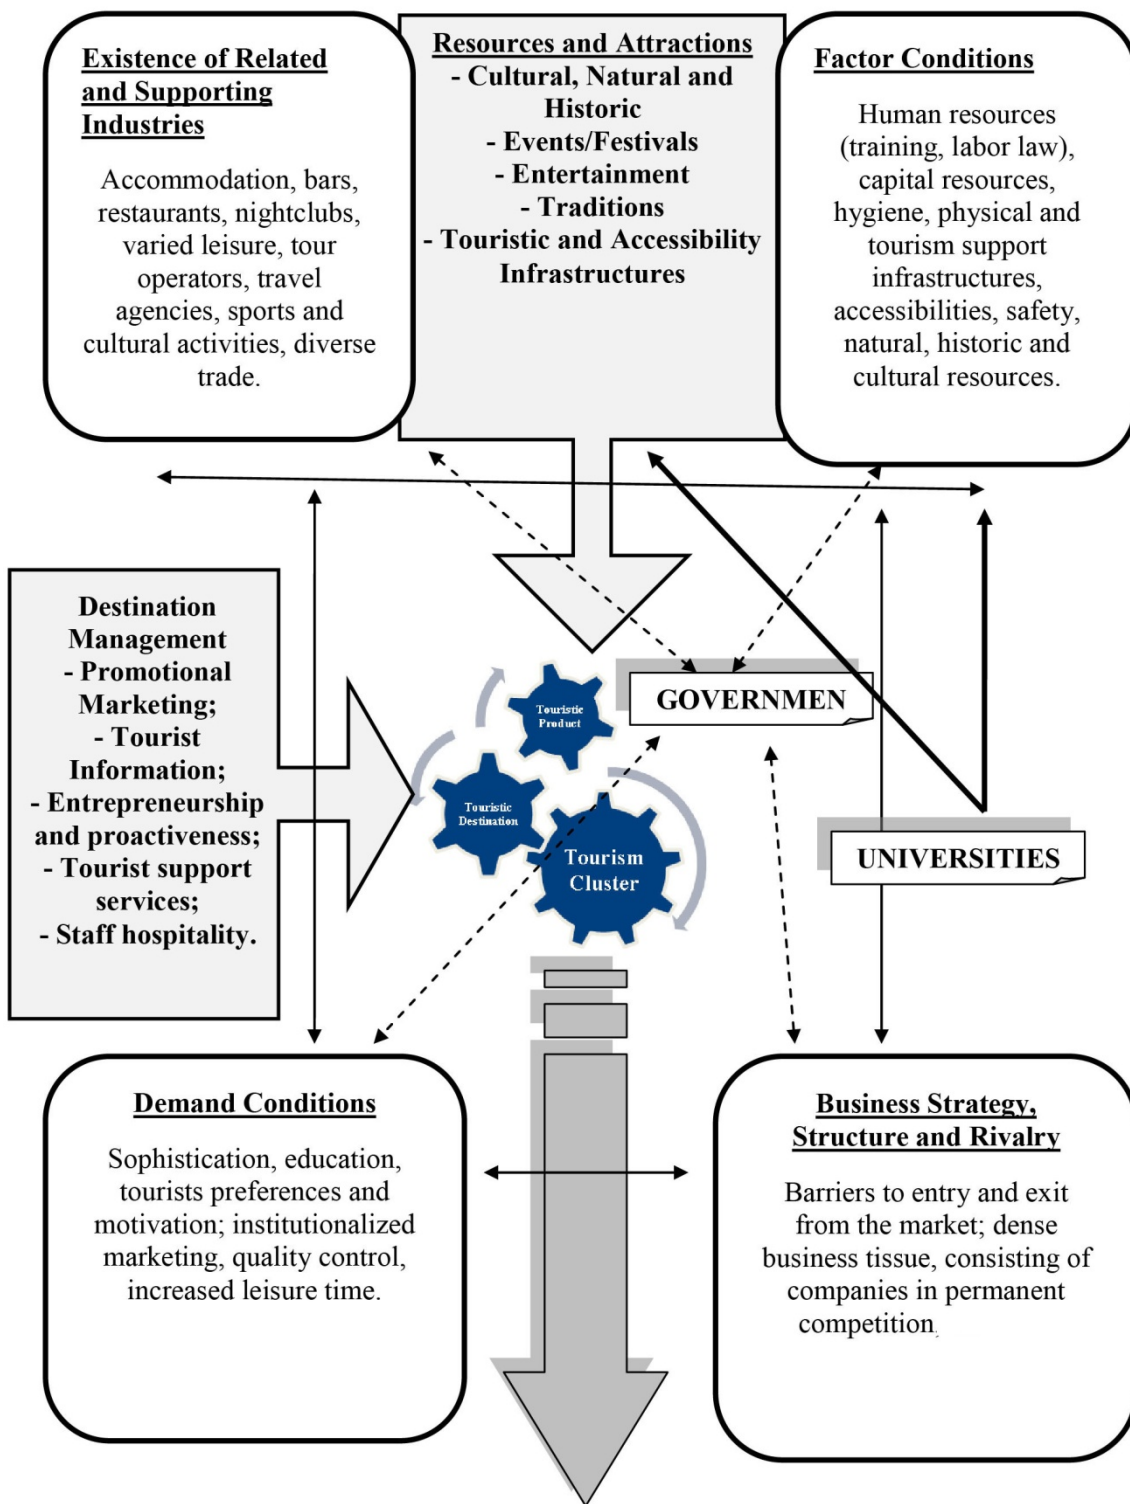 Existence of Related
and Supporting
Industries
Accommodation, bars,
restaurants, nightclubs,
varied leisure, tour
operators, travel
agencies, sports and
cultural activities, diverse
trade.
Resources and Attractions
- Cultural, Natural and
Historic
- Events/Festivals
- Entertainment
- Traditions
- Touristic and Accessibility
Infrastructures
Factor Conditions
Human resources
(training, labor law),
capital resources,
hygiene, physical and
tourism support
infrastructures,
accessibilities, safety,
natural, historic and
cultural resources.
Destination
Management
- Promotional
Marketing;
- Tourist
Information;
- Entrepreneurship
and proactiveness;
- Tourist support
services;
- Staff hospitality.
Touristic
Product
Touristic
Destination
Tourism
Cluster
GOVERNMEN
UNIVERSITIES
Demand Conditions
Sophistication, education,
tourists preferences and
motivation; institutionalized
marketing, quality control,
increased leisure time.
Business Strategy,
Structure and Rivalry
Barriers to entry and exit
from the market; dense
business tissue, consisting of
companies in permanent
competition.